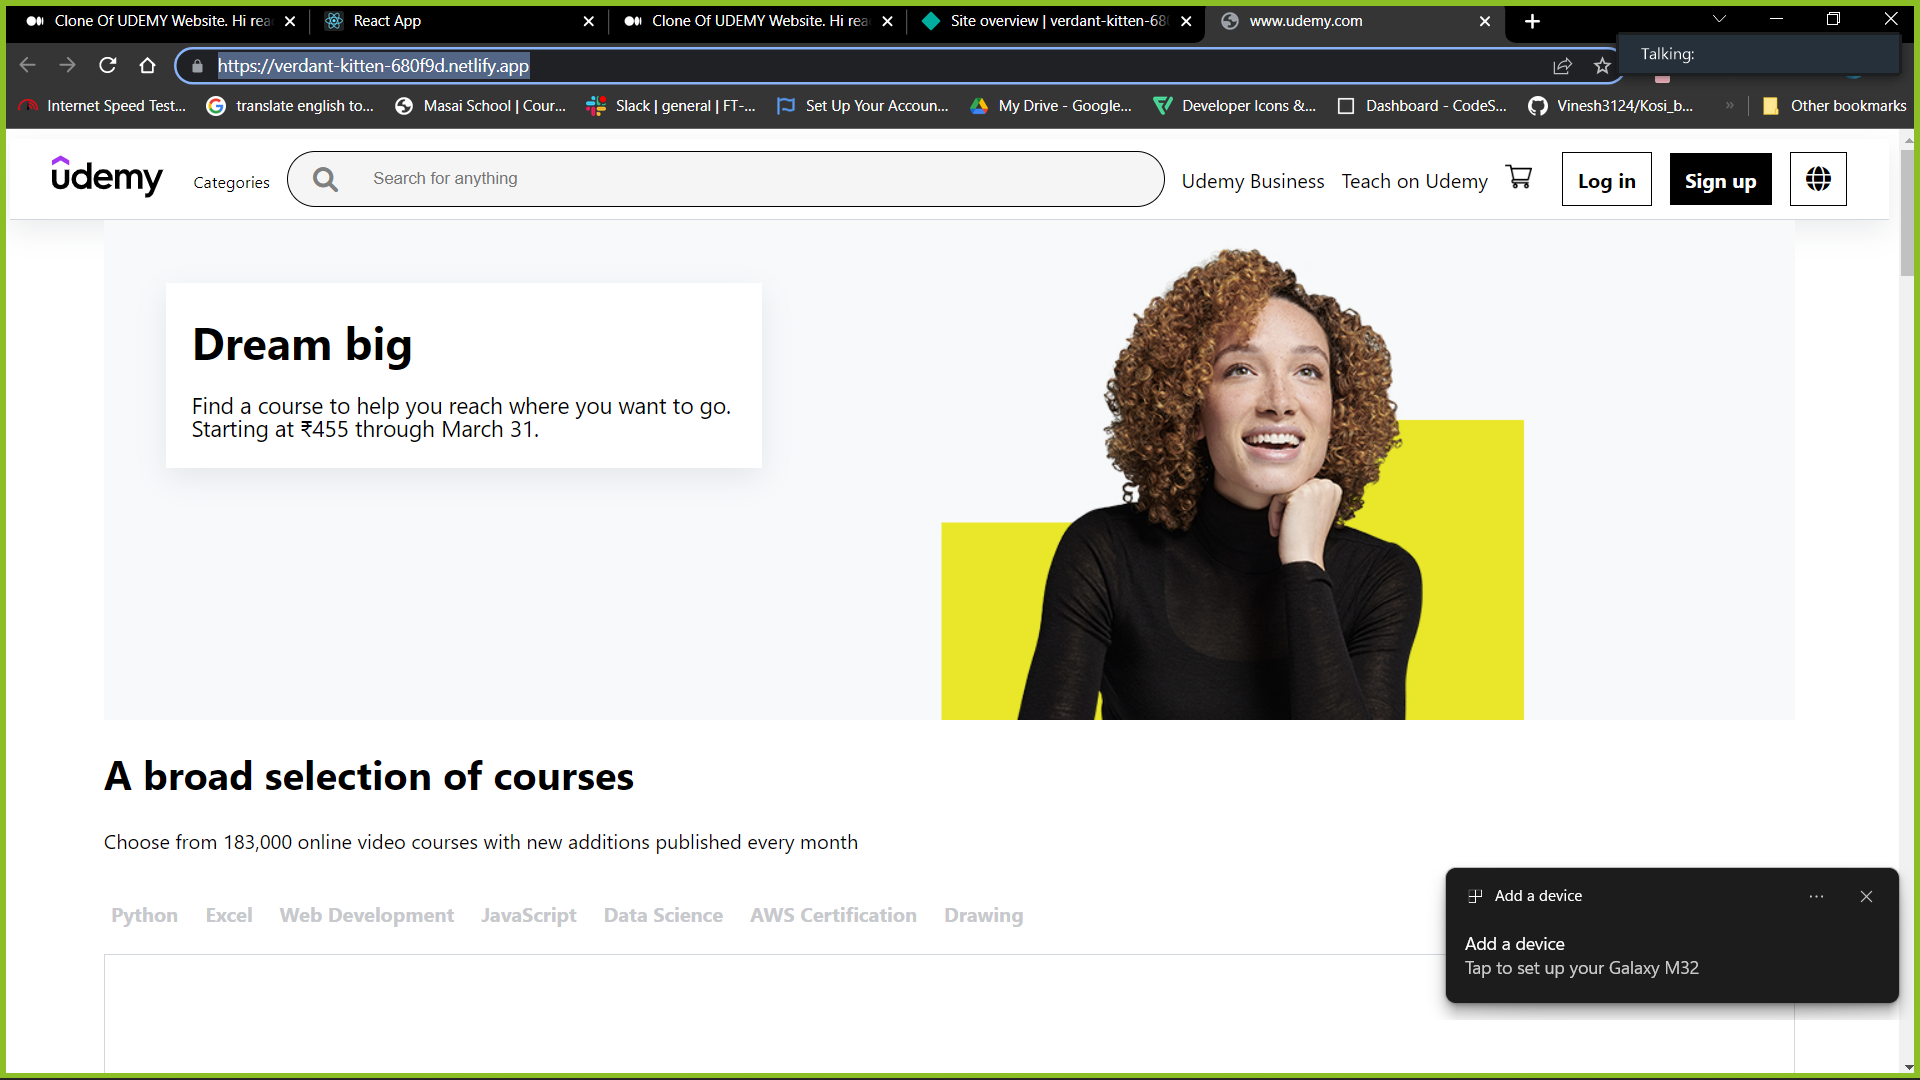 Clone Of UDEMY Website. Hi rea
React App
Clone Of UDEMY Website. Hi rea
Site overview | verdant-kitten-680
www.udemy.com
Talking:
https://verdant-kitten-680f9d.netlify.app
Internet Speed Test...
translate english to...
Masai School | Cour...
Slack | general | FT-...
Set Up Your Accoun...
My Drive - Google...
Developer Icons &...
Dashboard - CodeS...
Vinesh3124/Kosi_b...
»
Other bookmarks
udemy
Categories
Search for anything
Udemy Business
Teach on Udemy
Log in
Sign up
Dream big
Find a course to help you reach where you want to go.
Starting at ₹455 through March 31.
A broad selection of courses
Choose from 183,000 online video courses with new additions published every month
Python
Excel
Web Development
JavaScript
Data Science
AWS Certification
Drawing
Add a device
Add a device
Tap to set up your Galaxy M32